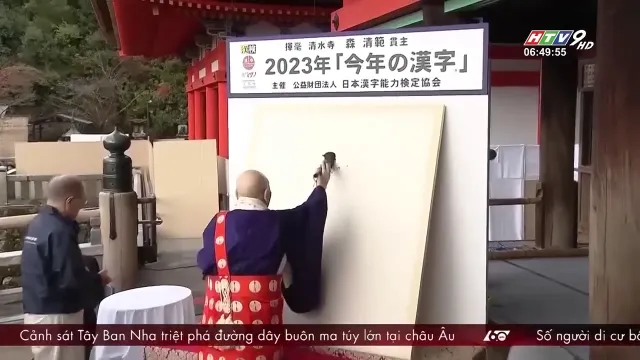 揮毫 清水寺 森 清範 貫主
2023年「今年の漢字」
主催 公益財団法人 日本漢字能力検定協会
HTV9HD
06:49:55
Cảnh sát Tây Ban Nha triệt phá đường dây buôn ma túy lớn tại châu Âu
60
Số người di cư bấ